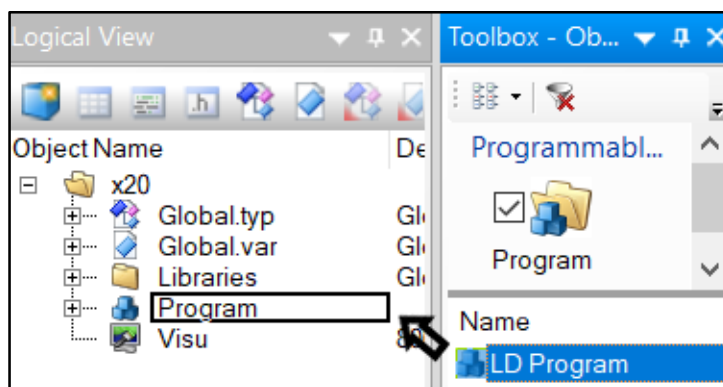 Logical View
Toolbox - Ob...
.h
Object Name
De
x20
Global.typ
Glo
Global.var
Gl
Libraries
Gl
Program
Visu
Programmabl...
Program
Name
LD Program